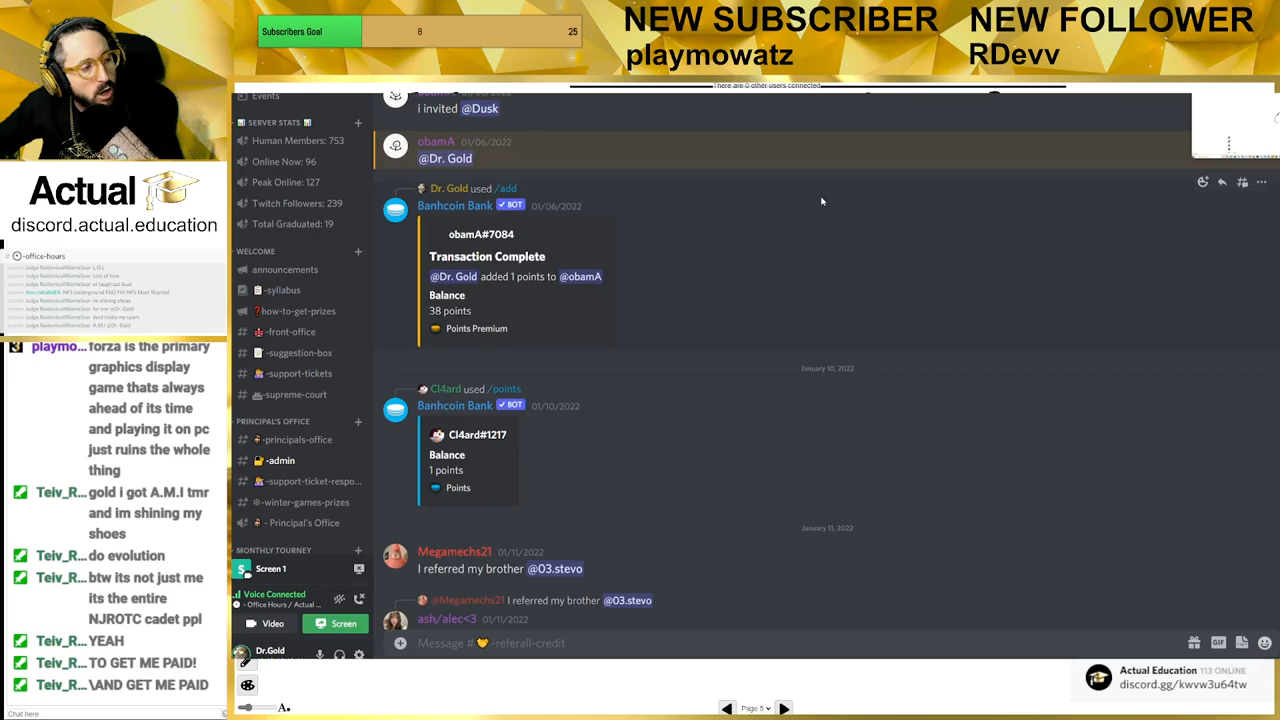 Subscribers Goal
8
25
NEW SUBSCRIBER
playmowatz
NEW FOLLOWER
RDevv
There are 0 other users connected
Actual
discord.actual.education
# -office-hours
forza is the primary
playmo...
graphics display
game thats always
ahead of its time
and playing it on pc
just ruins the whole
thing
Teiv_R... gold i got A.M.I tmr
and im shining my
shoes
Teiv_R... do evolution
Teiv_R... btw its not just me
its the entire
NJROTC cadet ppl
Teiv_R... YEAH
Teiv_R... TO GET ME PAID!
Teiv_R... \AND GET ME PAID
Chat here
Events
SERVER STATS
Human Members: 753
Online Now: 96
Peak Online: 127
Twitch Followers: 239
Total Graduated: 19
WELCOME
announcements
-syllabus
how-to-get-prizes
-front-office
-suggestion-box
-support-tickets
-supreme-court
PRINCIPAL'S OFFICE
-principals-office
-admin
-support-ticket-respo...
-winter-games-prizes
- Principal's Office
MONTHLY TOURNEY
S Screen 1
Voice Connected
- Office Hours / Actual ...
Video
Screen
Dr.Gold
i invited @Dusk
obamA 01/06/2022
@Dr. Gold
Dr. Gold used /add
Banhcoin Bank ✓ BOT 01/06/2022
obamA#7084
Transaction Complete
@Dr. Gold added 1 points to @obamA
Balance
38 points
Points Premium
January 10, 2022
Cl4ard used /points
Banhcoin Bank ✓ BOT 01/10/2022
Cl4ard#1217
Balance
1 points
Points
January 11, 2022
Megamechs21 01/11/2022
I referred my brother @03.stevo
@Megamechs21 I referred my brother @03.stevo
ash/alec<3 01/11/2022
Message # -referall-credit
GIF
A.
Page 5
Actual Education 113 ONLINE
discord.gg/kwvw3u64tw